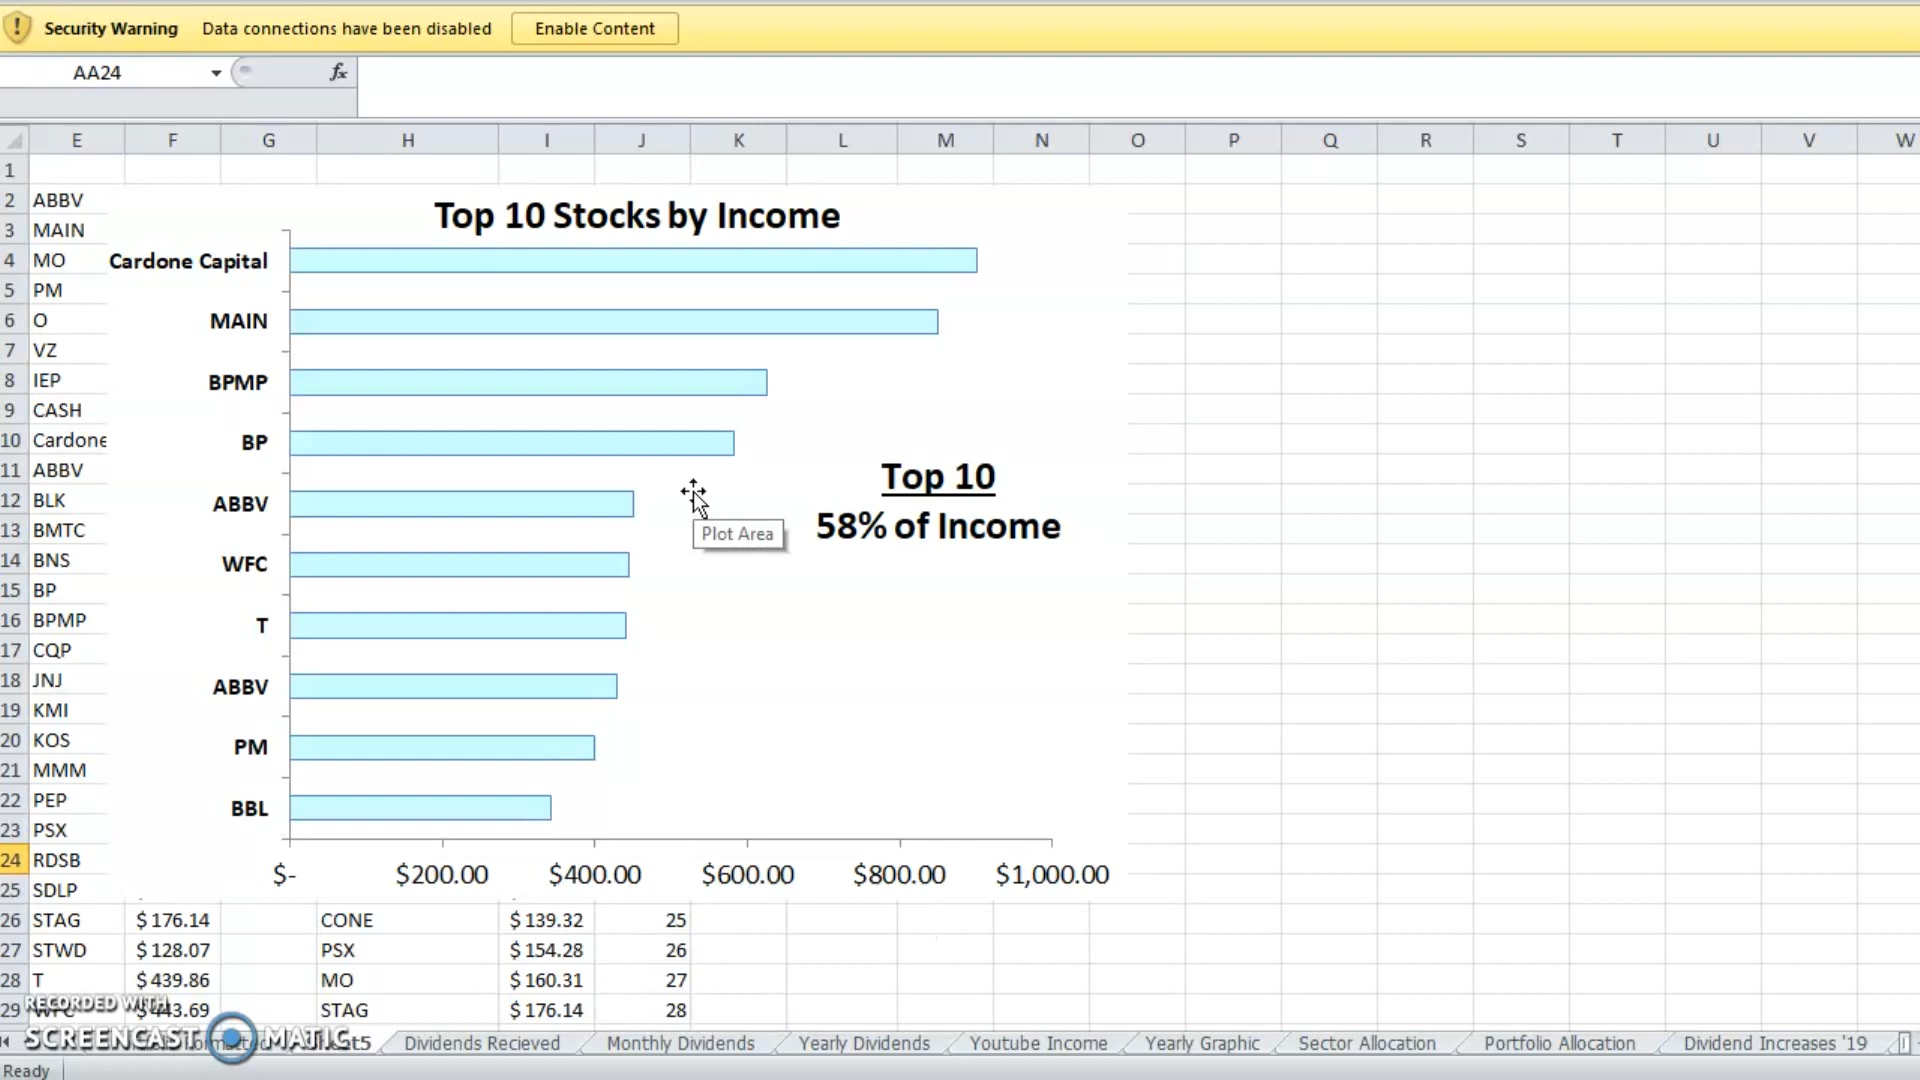 Security Warning Data connections have been disabled Enable Content
AA24 fx
E F G H I J K L M N O P Q R S T U V W
1
2 ABBV
Top 10 Stocks by Income
3 MAIN
4 MO Cardone Capital
5 PM
6 O MAIN
7 VZ
8 IEP BPMP
9 CASH
10 Cardone BP
11 ABBV
Top 10
12 BLK ABBV
13 BMTC Plot Area 58% of Income
14 BNS WFC
15 BP
16 BPMP T
17 CQP
18 JNJ ABBV
19 KMI
20 KOS PM
21 MMM
22 PEP BBL
23 PSX
24 RDSB
$- $200.00 $400.00 $600.00 $800.00 $1,000.00
25 SDLP
26 STAG $ 176.14 CONE $ 139.32 25
27 STWD $ 128.07 PSX $ 154.28 26
28 T $ 439.86 MO $ 160.31 27
29 WFC $ 443.69 STAG $ 176.14 28
RECORDED WITH
SCREENCAST MATIC
Dividends Recieved Monthly Dividends Yearly Dividends Youtube Income Yearly Graphic Sector Allocation Portfolio Allocation Dividend Increases '19
Ready